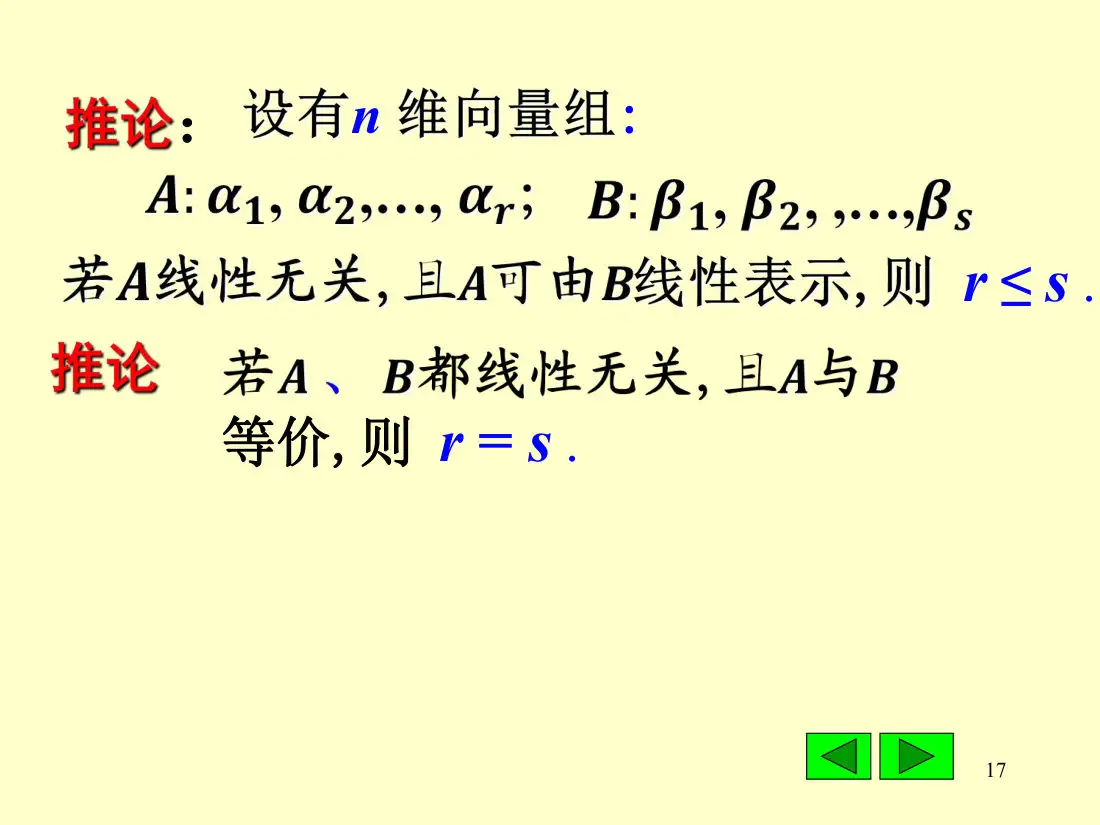 推论： 设有n 维向量组:
A: α₁, α₂,…, αᵣ; B: β₁, β₂, ,…,βₛ
若A线性无关, 且A可由B线性表示, 则 r ≤ s .
推论 若A 、 B都线性无关, 且A与B
等价, 则 r = s .
17